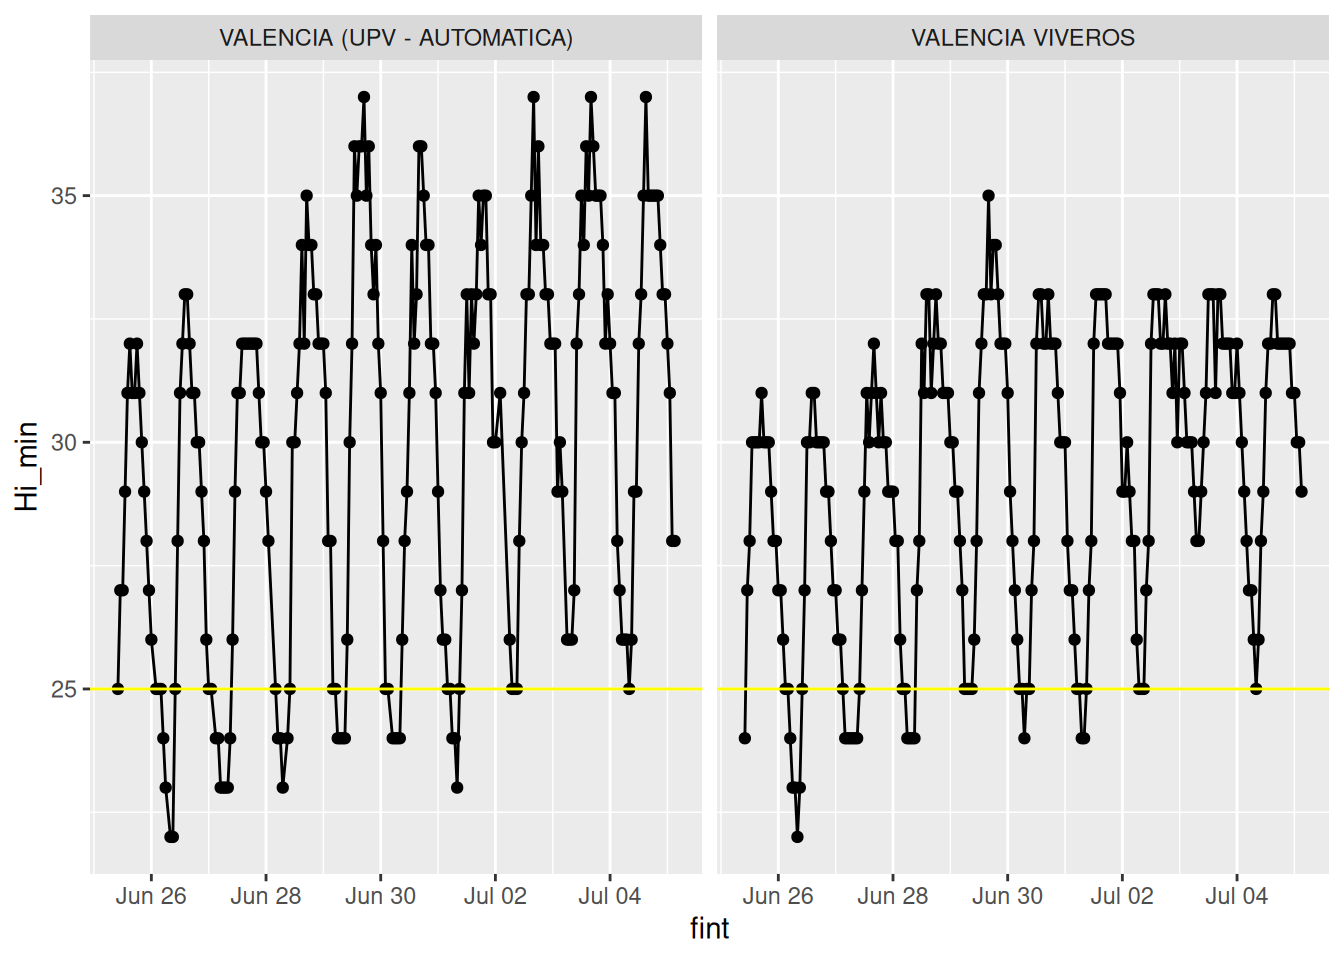 VALENCIA (UPV - AUTOMATICA)
VALENCIA VIVEROS
Hi_min
35
30
25
Jun 26 Jun 28 Jun 30 Jul 02 Jul 04
Jun 26 Jun 28 Jun 30 Jul 02 Jul 04
fint